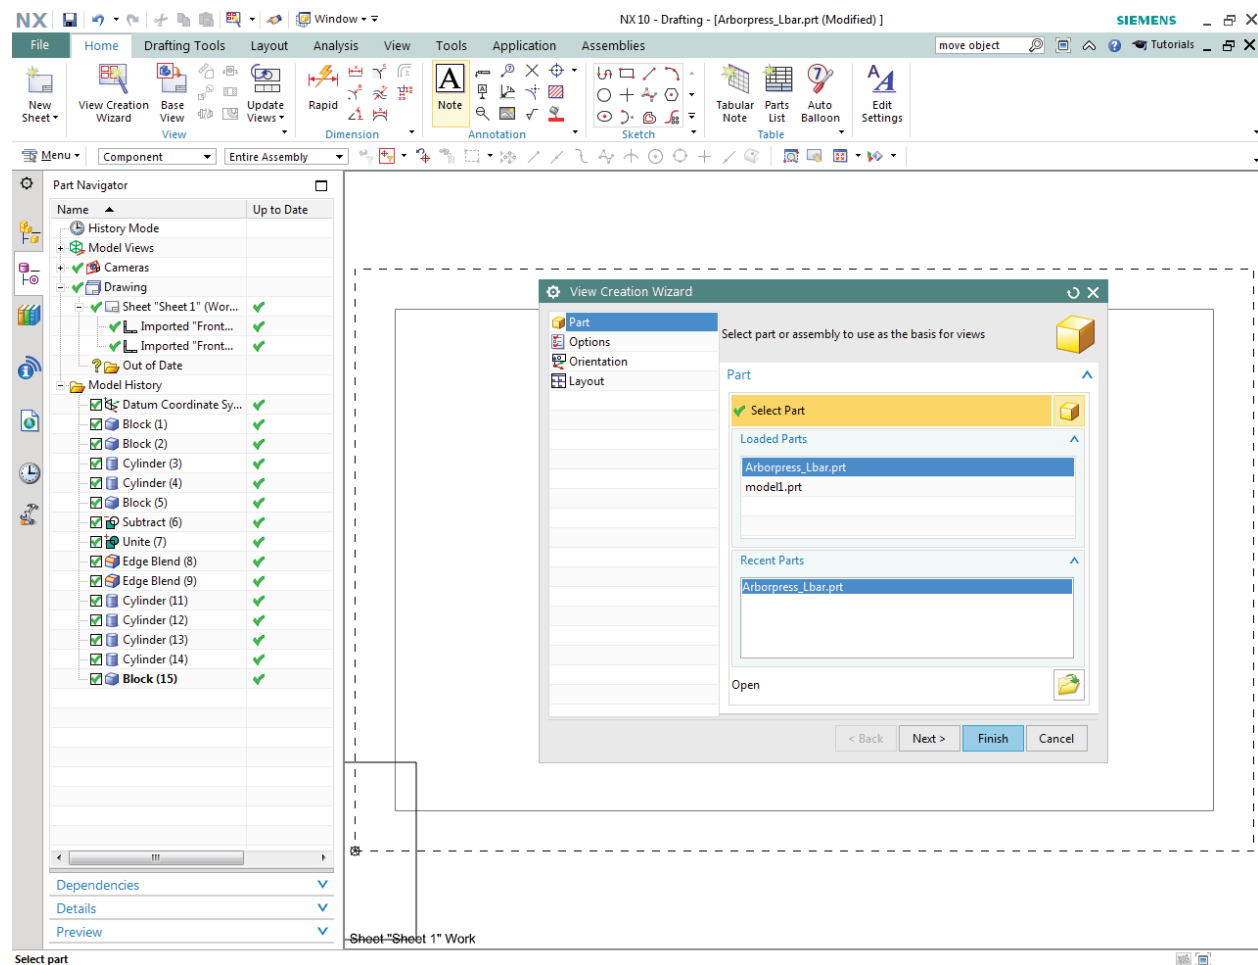 NX Window NX 10 - Drafting - [Arborpress_Lbar.prt (Modified) ] SIEMENS
File Home Drafting Tools Layout Analysis View Tools Application Assemblies move object Tutorials
New Sheet View Creation Wizard Base View Update Views Rapid A Note Tabular Note Parts List 7 Auto Balloon AA Edit Settings
View Dimension Annotation Sketch Table
Menu Component Entire Assembly
Part Navigator
Name Up to Date
History Mode
Model Views
Cameras
Drawing
Sheet "Sheet 1" (Wor...
Imported "Front...
Imported "Front...
Out of Date
Model History
Datum Coordinate Sy...
Block (1)
Block (2)
Cylinder (3)
Cylinder (4)
Block (5)
Subtract (6)
Unite (7)
Edge Blend (8)
Edge Blend (9)
Cylinder (11)
Cylinder (12)
Cylinder (13)
Cylinder (14)
Block (15)
Dependencies
Details
Preview
View Creation Wizard
Part
Options
Orientation
Layout
Select part or assembly to use as the basis for views
Part
Select Part
Loaded Parts
Arborpress_Lbar.prt
model1.prt
Recent Parts
Arborpress_Lbar.prt
Open
< Back Next > Finish Cancel
Sheet "Sheet 1" Work
Select part